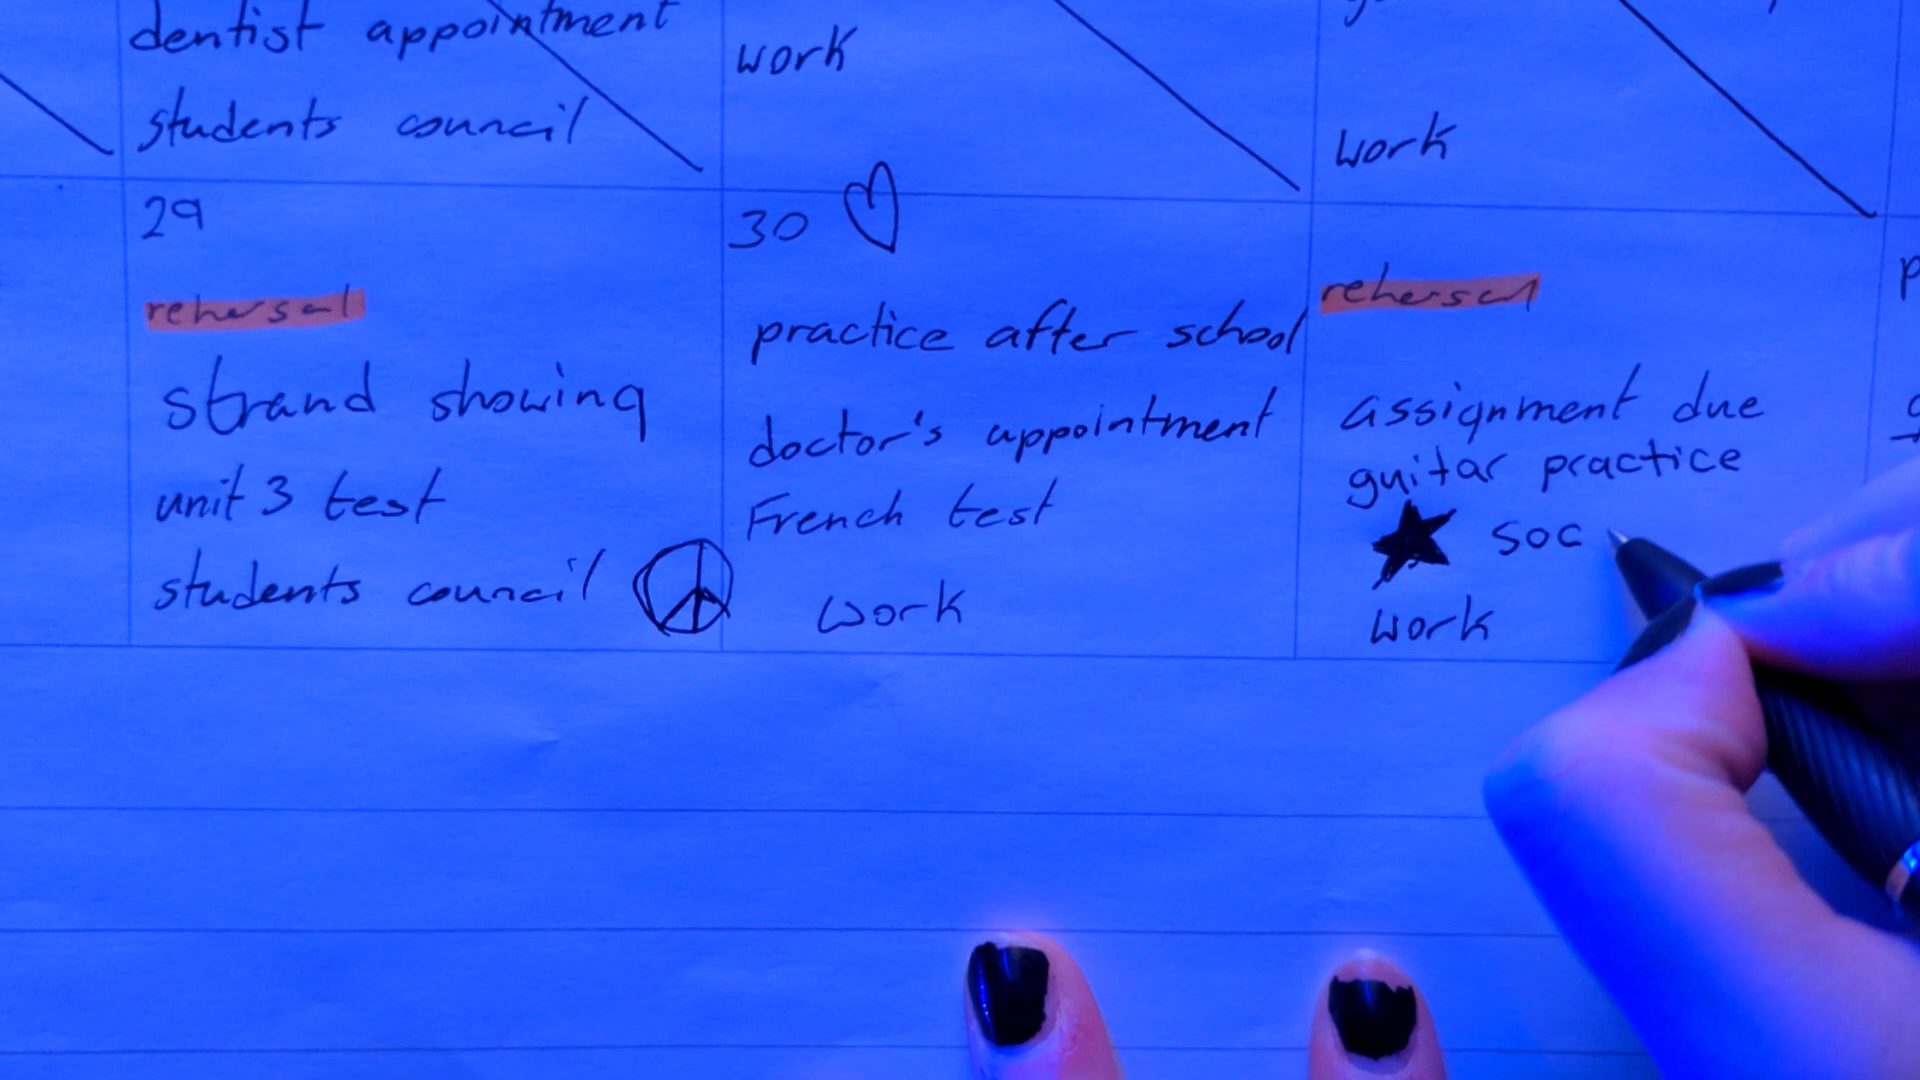 dentist appointment
students council
work
work
29
rehersal
strand showing
unit 3 test
students council
30
practice after school
doctor's appointment
French test
work
rehersal
assignment due
guitar practice
soc
work